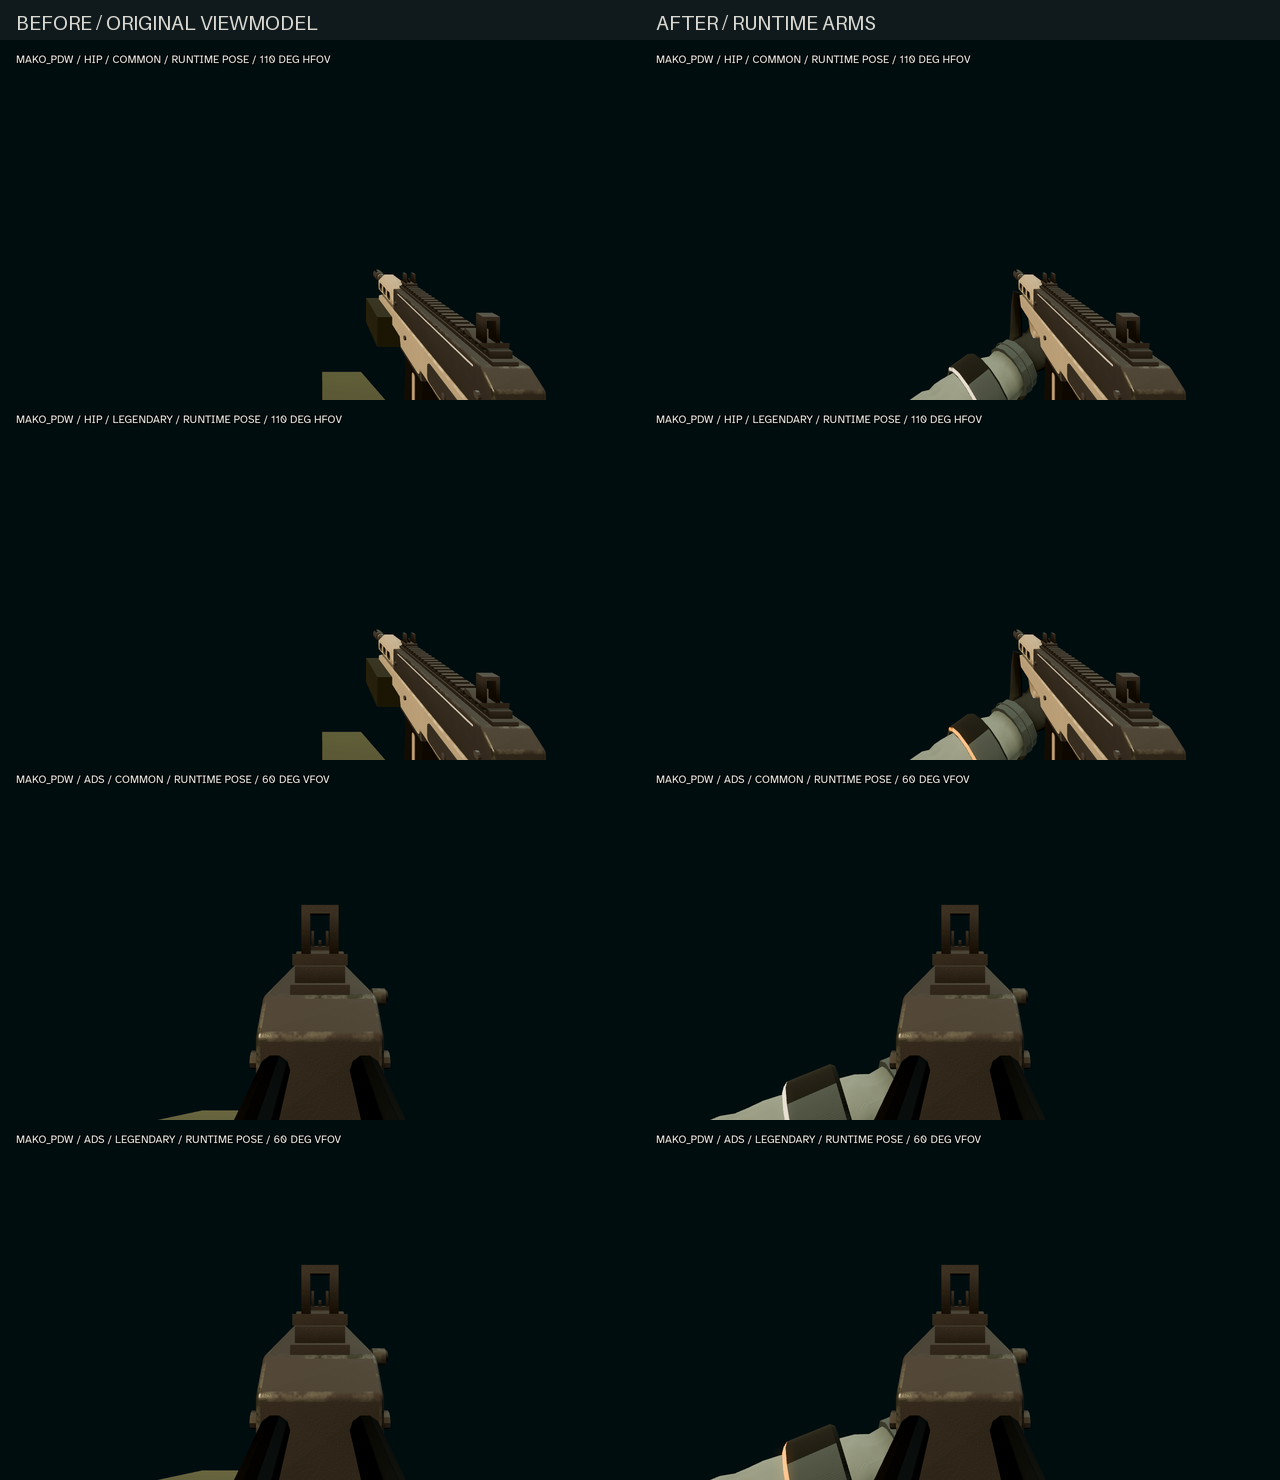 BEFORE / ORIGINAL VIEWMODEL
AFTER / RUNTIME ARMS
MAKO_PDW / HIP / COMMON / RUNTIME POSE / 110 DEG HFOV
MAKO_PDW / HIP / COMMON / RUNTIME POSE / 110 DEG HFOV
MAKO_PDW / HIP / LEGENDARY / RUNTIME POSE / 110 DEG HFOV
MAKO_PDW / HIP / LEGENDARY / RUNTIME POSE / 110 DEG HFOV
MAKO_PDW / ADS / COMMON / RUNTIME POSE / 60 DEG VFOV
MAKO_PDW / ADS / COMMON / RUNTIME POSE / 60 DEG VFOV
MAKO_PDW / ADS / LEGENDARY / RUNTIME POSE / 60 DEG VFOV
MAKO_PDW / ADS / LEGENDARY / RUNTIME POSE / 60 DEG VFOV